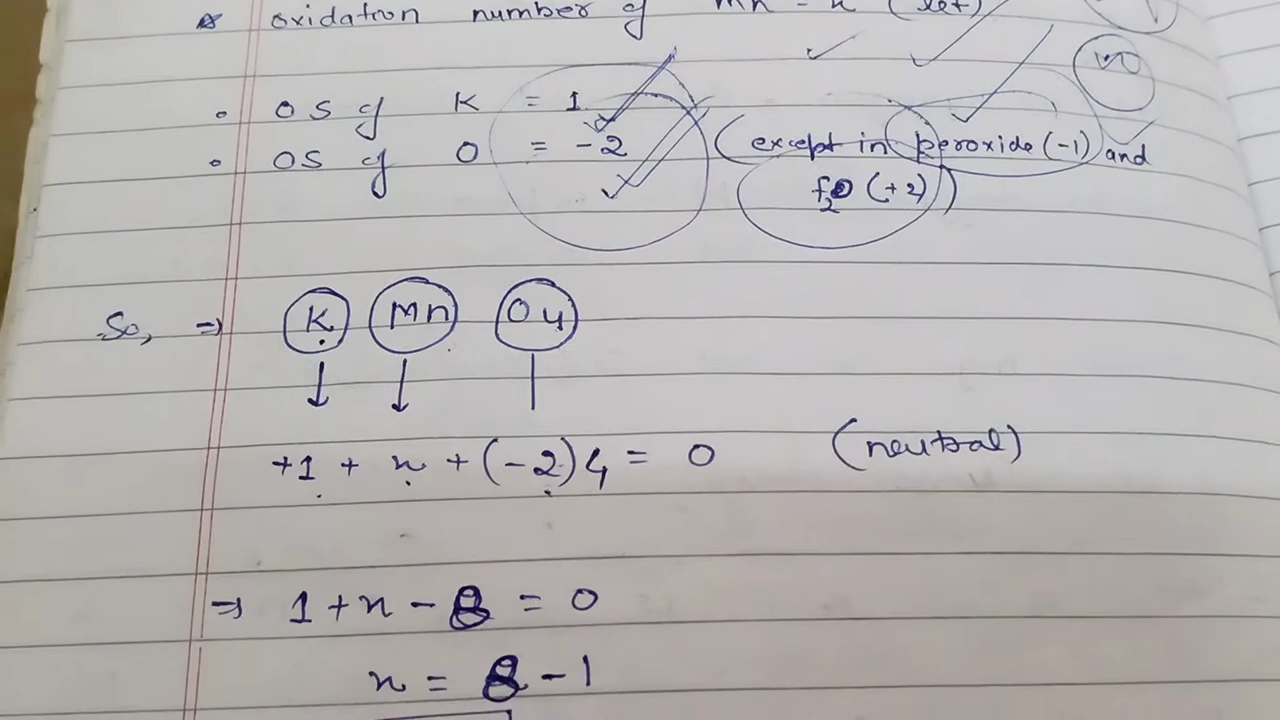 ☆ oxidation number of Mn = x (let)
• OS of K = 1
• OS of O = -2 (except in peroxide (-1) and
F₂O (+2))
So, ⇒ K Mn O4
+1 + x + (-2)4 = 0 (neutral)
⇒ 1 + x - 8 = 0
x = 8 - 1